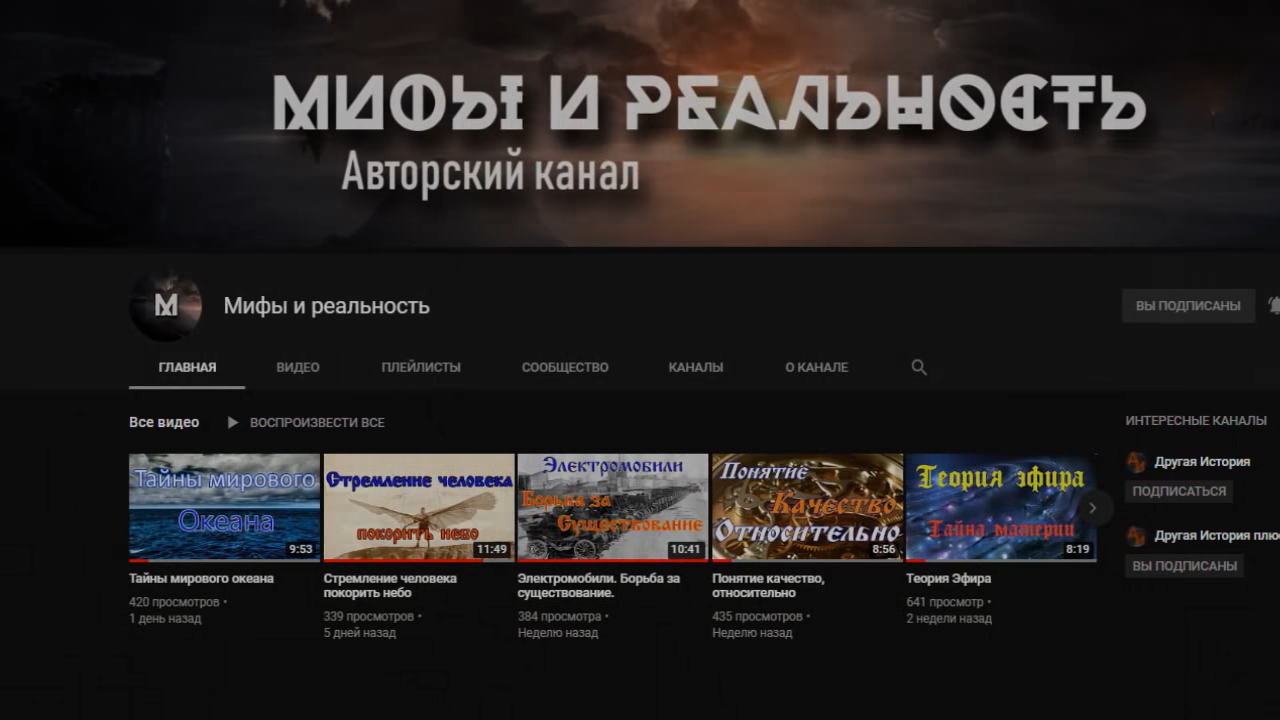 МИФЫ И РЕАЛЬНОСТЬ
Авторский канал
М
Мифы и реальность
ВЫ ПОДПИСАНЫ
ГЛАВНАЯ
ВИДЕО
ПЛЕЙЛИСТЫ
СООБЩЕСТВО
КАНАЛЫ
О КАНАЛЕ
Все видео
ВОСПРОИЗВЕСТИ ВСЕ
Тайны мирового
Океана
9:53
Тайны мирового океана
420 просмотров •
1 день назад
Стремление человека
покорить небо
11:49
Стремление человека
покорить небо
339 просмотров •
5 дней назад
Электромобили
Борьба за
Существование
10:41
Электромобили. Борьба за
существование.
384 просмотра •
Неделю назад
Понятие
Качество
Относительно
8:56
Понятие качество,
относительно
435 просмотров •
Неделю назад
Теория эфира
Тайна материи
8:19
Теория Эфира
641 просмотр •
2 недели назад
ИНТЕРЕСНЫЕ КАНАЛЫ
Другая История
ПОДПИСАТЬСЯ
Другая История плю
ВЫ ПОДПИСАНЫ